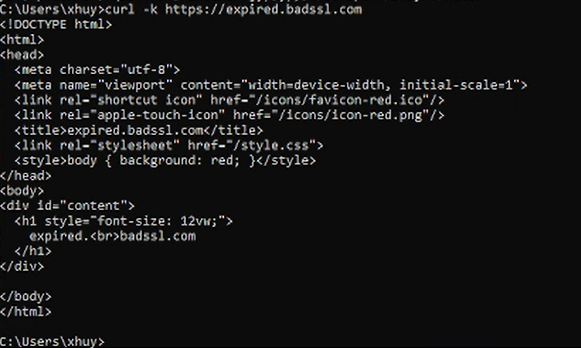 C:\Users\xhuy>curl -k https://expired.badssl.com
<!DOCTYPE html>
<html>
<head>
  <meta charset="utf-8">
  <meta name="viewport" content="width=device-width, initial-scale=1">
  <link rel="shortcut icon" href="/icons/favicon-red.ico"/>
  <link rel="apple-touch-icon" href="/icons/icon-red.png"/>
  <title>expired.badssl.com</title>
  <link rel="stylesheet" href="/style.css">
  <style>body { background: red; }</style>
</head>
<body>
<div id="content">
  <h1 style="font-size: 12vw;">
    expired.<br>badssl.com
  </h1>
</div>

</body>
</html>

C:\Users\xhuy>